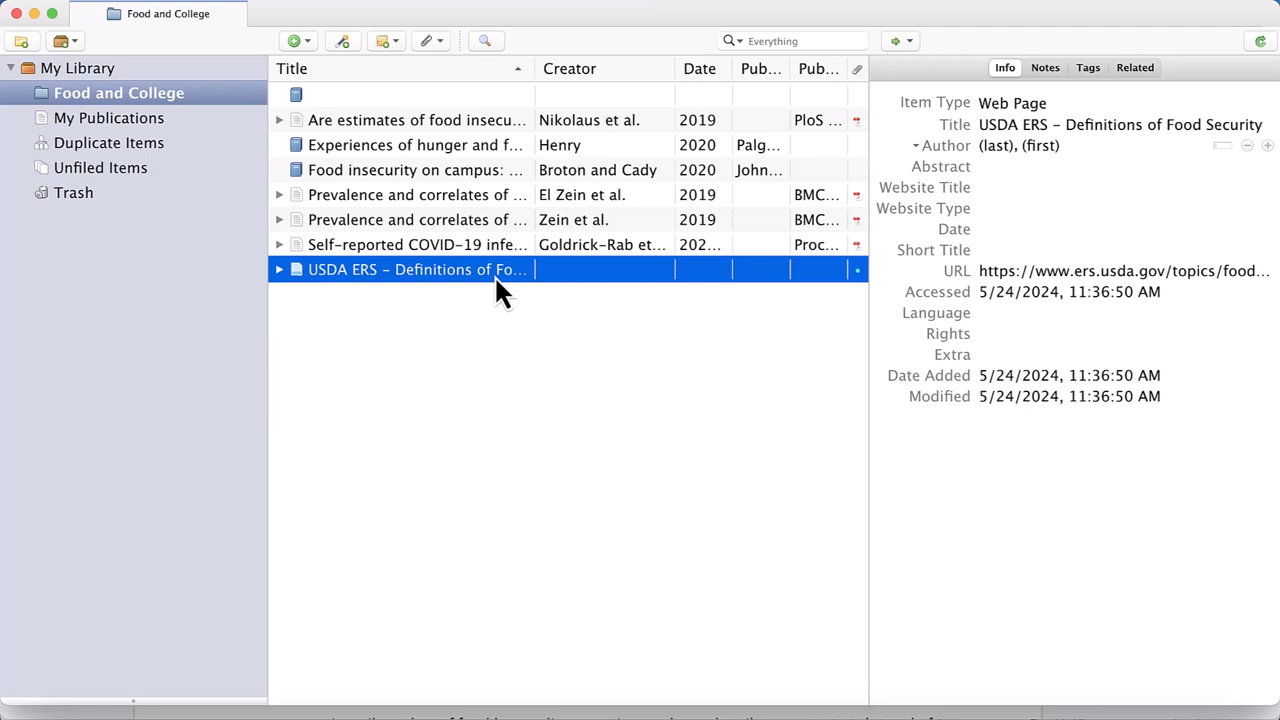 Food and College
Everything
My Library
Food and College
My Publications
Duplicate Items
Unfiled Items
Trash
Title Creator Date Pub... Pub...
Are estimates of food insecu... Nikolaus et al. 2019 PloS ...
Experiences of hunger and f... Henry 2020 Palg...
Food insecurity on campus: ... Broton and Cady 2020 John...
Prevalence and correlates of ... El Zein et al. 2019 BMC...
Prevalence and correlates of ... Zein et al. 2019 BMC...
Self-reported COVID-19 infe... Goldrick-Rab et... 202... Proc...
USDA ERS - Definitions of Fo...
Info Notes Tags Related
Item Type Web Page
Title USDA ERS - Definitions of Food Security
Author (last), (first)
Abstract
Website Title
Website Type
Date
Short Title
URL https://www.ers.usda.gov/topics/food...
Accessed 5/24/2024, 11:36:50 AM
Language
Rights
Extra
Date Added 5/24/2024, 11:36:50 AM
Modified 5/24/2024, 11:36:50 AM